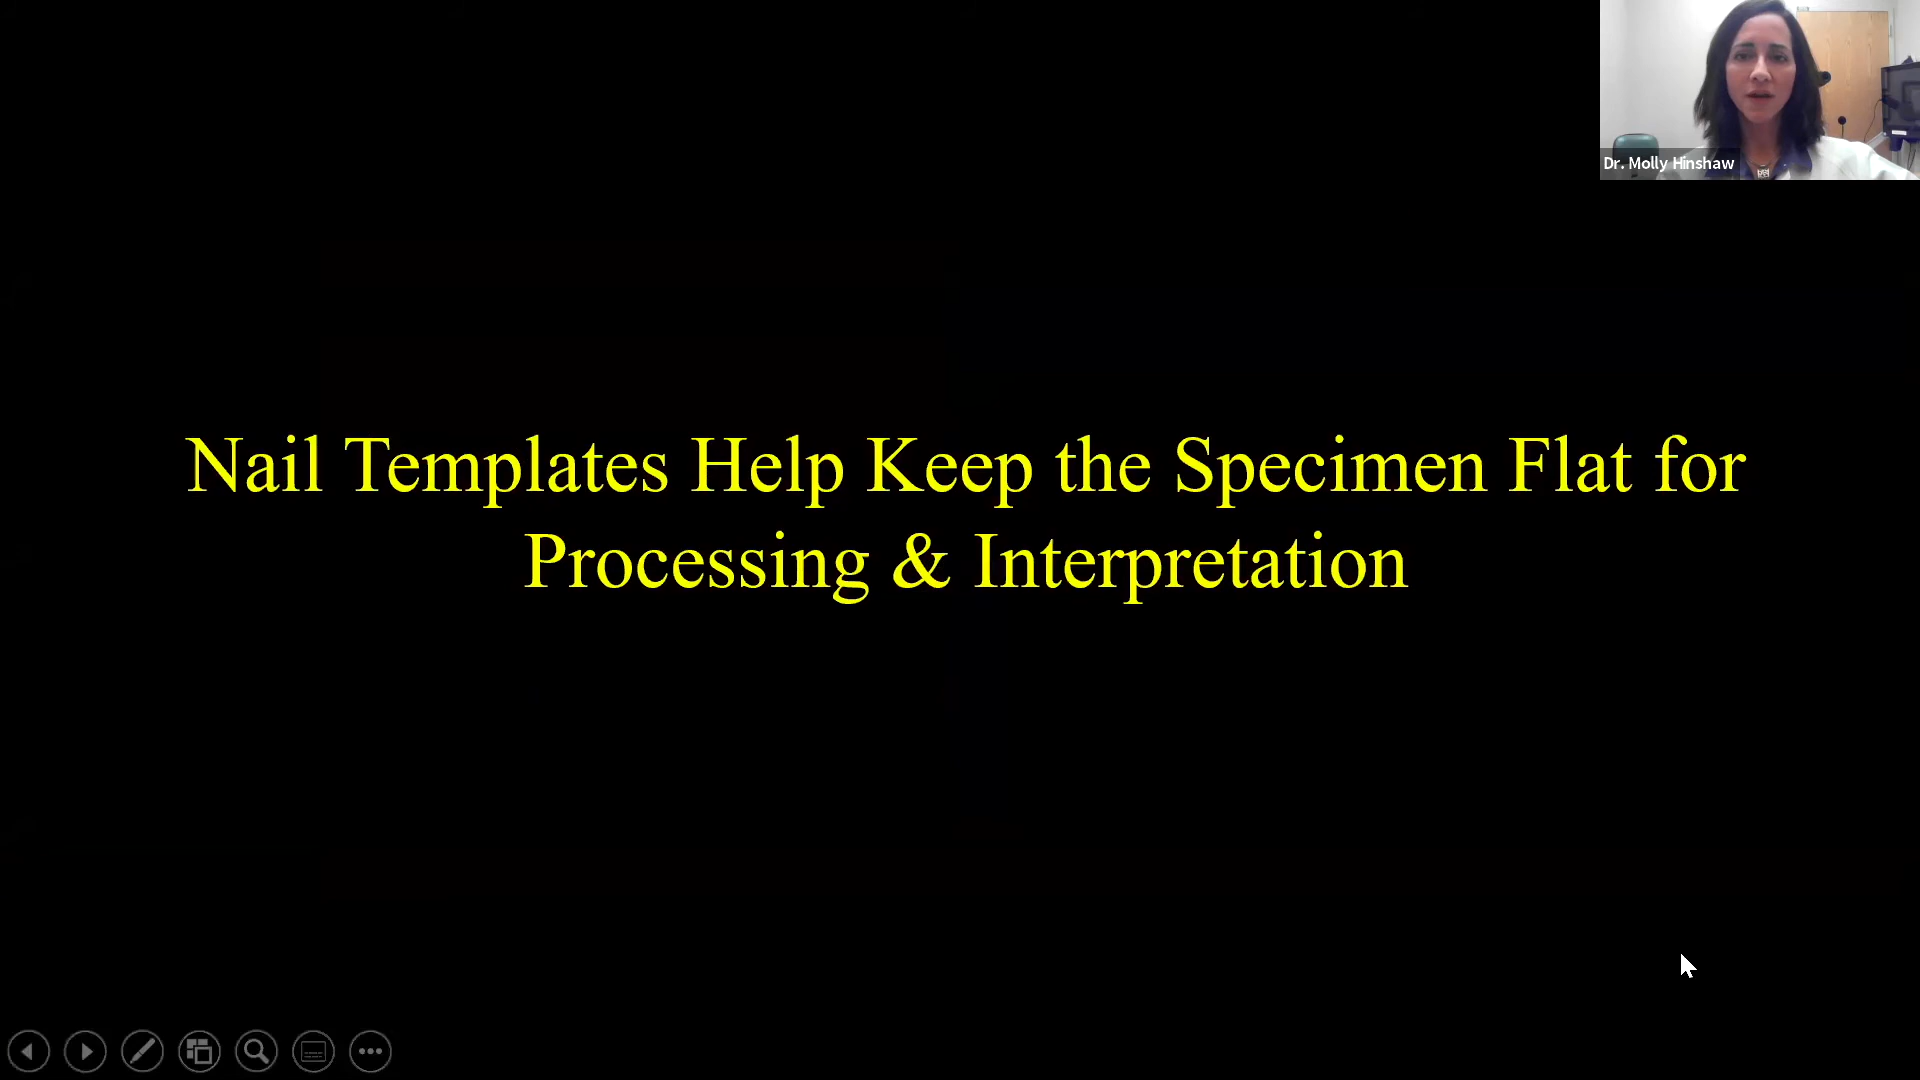 Dr. Molly Hinshaw
Nail Templates Help Keep the Specimen Flat for
Processing & Interpretation